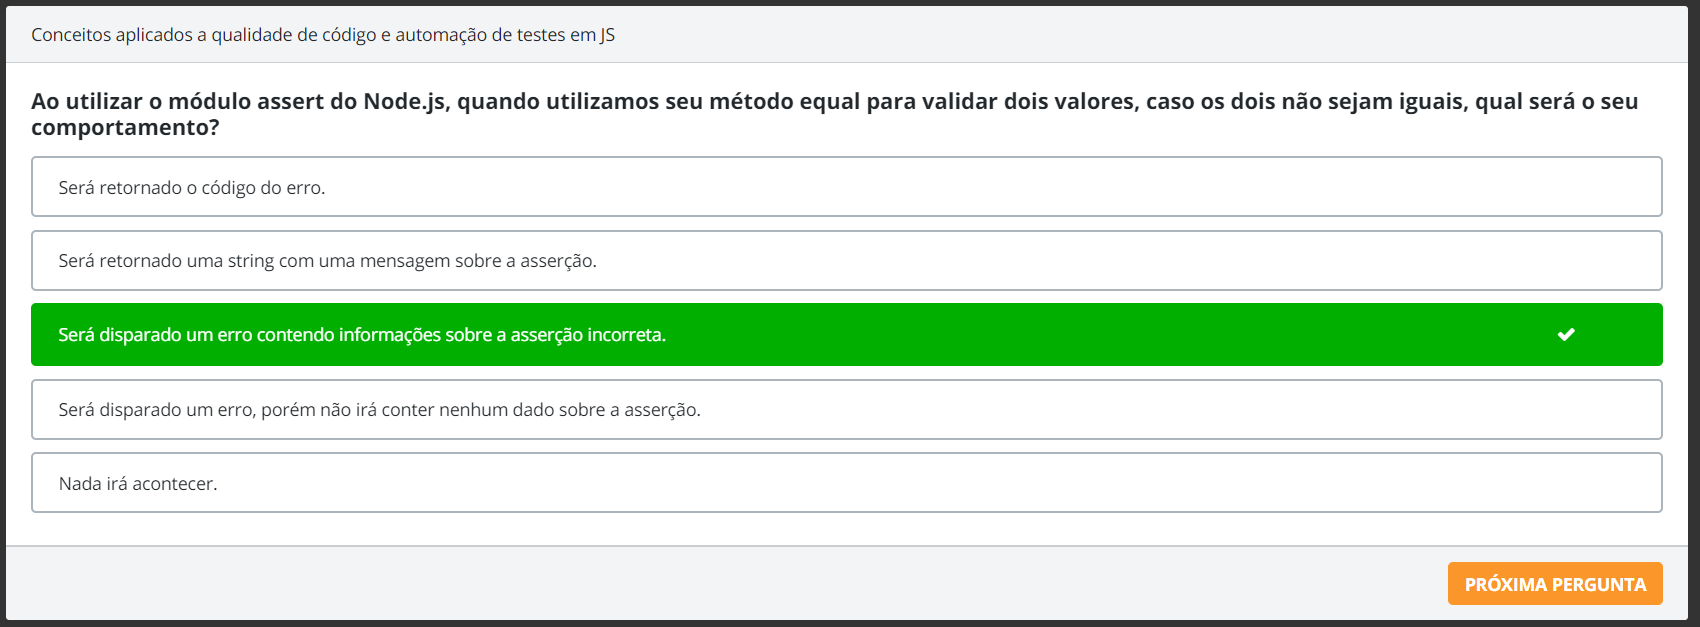 Conceitos aplicados a qualidade de código e automação de testes em JS
Ao utilizar o módulo assert do Node.js, quando utilizamos seu método equal para validar dois valores, caso os dois não sejam iguais, qual será o seu
comportamento?
Será retornado o código do erro.
Será retornado uma string com uma mensagem sobre a asserção.
Será disparado um erro contendo informações sobre a asserção incorreta.
Será disparado um erro, porém não irá conter nenhum dado sobre a asserção.
Nada irá acontecer.
PRÓXIMA PERGUNTA